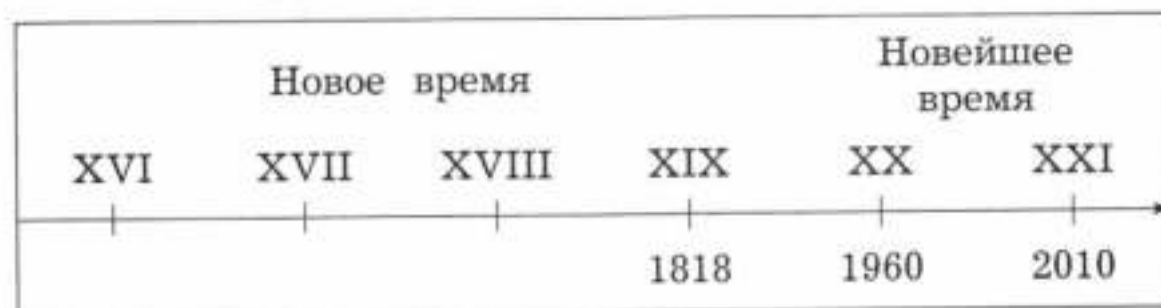 Новое время
Новейшее
время
XVI XVII XVIII XIX XX XXI
1818 1960 2010